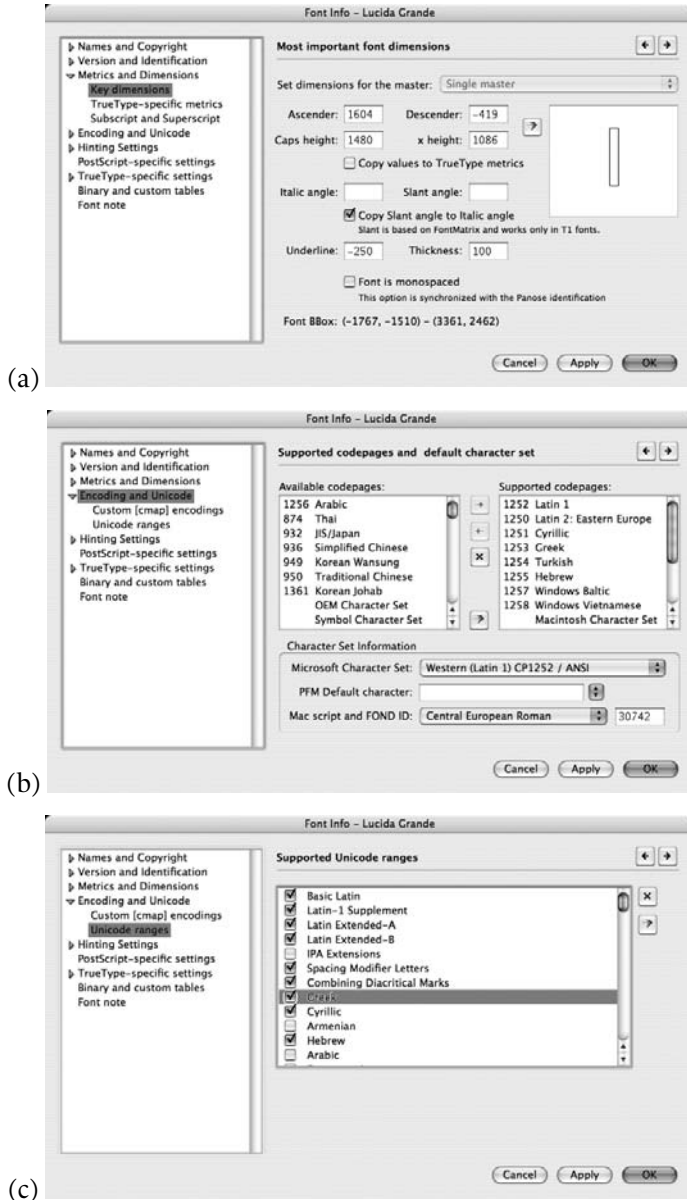 Font Info – Lucida Grande
Names and Copyright
Version and Identification
Metrics and Dimensions
Key dimensions
TrueType-specific metrics
Subscript and Superscript
Encoding and Unicode
Hinting Settings
PostScript-specific settings
TrueType-specific settings
Binary and custom tables
Font note
Most important font dimensions
Set dimensions for the master: Single master
Ascender: 1604 Descender: -419
Caps height: 1480 x height: 1086
Copy values to TrueType metrics
Italic angle: Slant angle:
Copy Slant angle to Italic angle
Slant is based on FontMatrix and works only in T1 fonts.
Underline: -250 Thickness: 100
Font is monospaced
This option is synchronized with the Panose identification
Font BBox: (-1767, -1510) – (3361, 2462)
Cancel Apply OK
(a)
Font Info – Lucida Grande
Names and Copyright
Version and Identification
Metrics and Dimensions
Encoding and Unicode
Custom [cmap] encodings
Unicode ranges
Hinting Settings
PostScript-specific settings
TrueType-specific settings
Binary and custom tables
Font note
Supported codepages and default character set
Available codepages:
1256 Arabic
874 Thai
932 JIS/Japan
936 Simplified Chinese
949 Korean Wansung
950 Traditional Chinese
1361 Korean Johab
OEM Character Set
Symbol Character Set
Supported codepages:
1252 Latin 1
1250 Latin 2: Eastern Europe
1251 Cyrillic
1253 Greek
1254 Turkish
1255 Hebrew
1257 Windows Baltic
1258 Windows Vietnamese
Macintosh Character Set
Character Set Information
Microsoft Character Set: Western (Latin 1) CP1252 / ANSI
PFM Default character:
Mac script and FOND ID: Central European Roman 30742
Cancel Apply OK
(b)
Font Info – Lucida Grande
Names and Copyright
Version and Identification
Metrics and Dimensions
Encoding and Unicode
Custom [cmap] encodings
Unicode ranges
Hinting Settings
PostScript-specific settings
TrueType-specific settings
Binary and custom tables
Font note
Supported Unicode ranges
Basic Latin
Latin-1 Supplement
Latin Extended-A
Latin Extended-B
IPA Extensions
Spacing Modifier Letters
Combining Diacritical Marks
Greek
Cyrillic
Armenian
Hebrew
Arabic
Cancel Apply OK
(c)